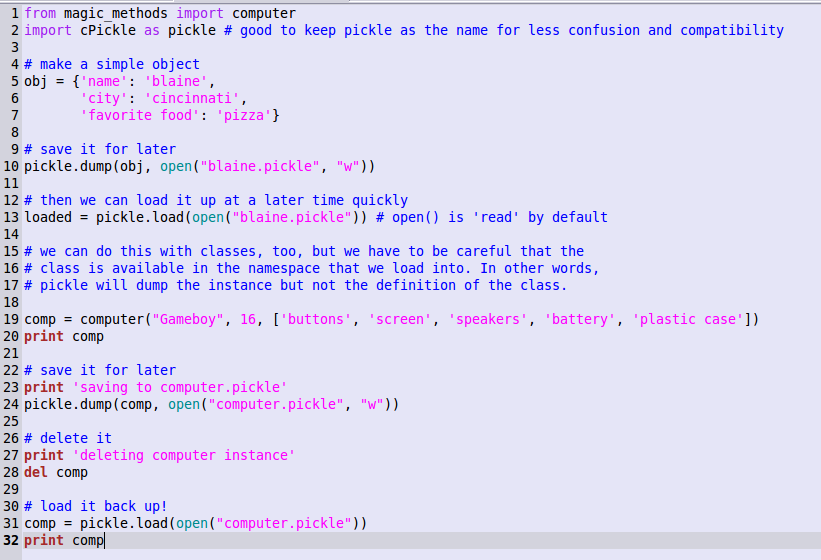 1 from magic_methods import computer
2 import cPickle as pickle # good to keep pickle as the name for less confusion and compatibility
3
4 # make a simple object
5 obj = {'name': 'blaine',
6        'city': 'cincinnati',
7        'favorite food': 'pizza'}
8
9 # save it for later
10 pickle.dump(obj, open("blaine.pickle", "w"))
11
12 # then we can load it up at a later time quickly
13 loaded = pickle.load(open("blaine.pickle")) # open() is 'read' by default
14
15 # we can do this with classes, too, but we have to be careful that the
16 # class is available in the namespace that we load into. In other words,
17 # pickle will dump the instance but not the definition of the class.
18
19 comp = computer("Gameboy", 16, ['buttons', 'screen', 'speakers', 'battery', 'plastic case'])
20 print comp
21
22 # save it for later
23 print 'saving to computer.pickle'
24 pickle.dump(comp, open("computer.pickle", "w"))
25
26 # delete it
27 print 'deleting computer instance'
28 del comp
29
30 # load it back up!
31 comp = pickle.load(open("computer.pickle"))
32 print comp